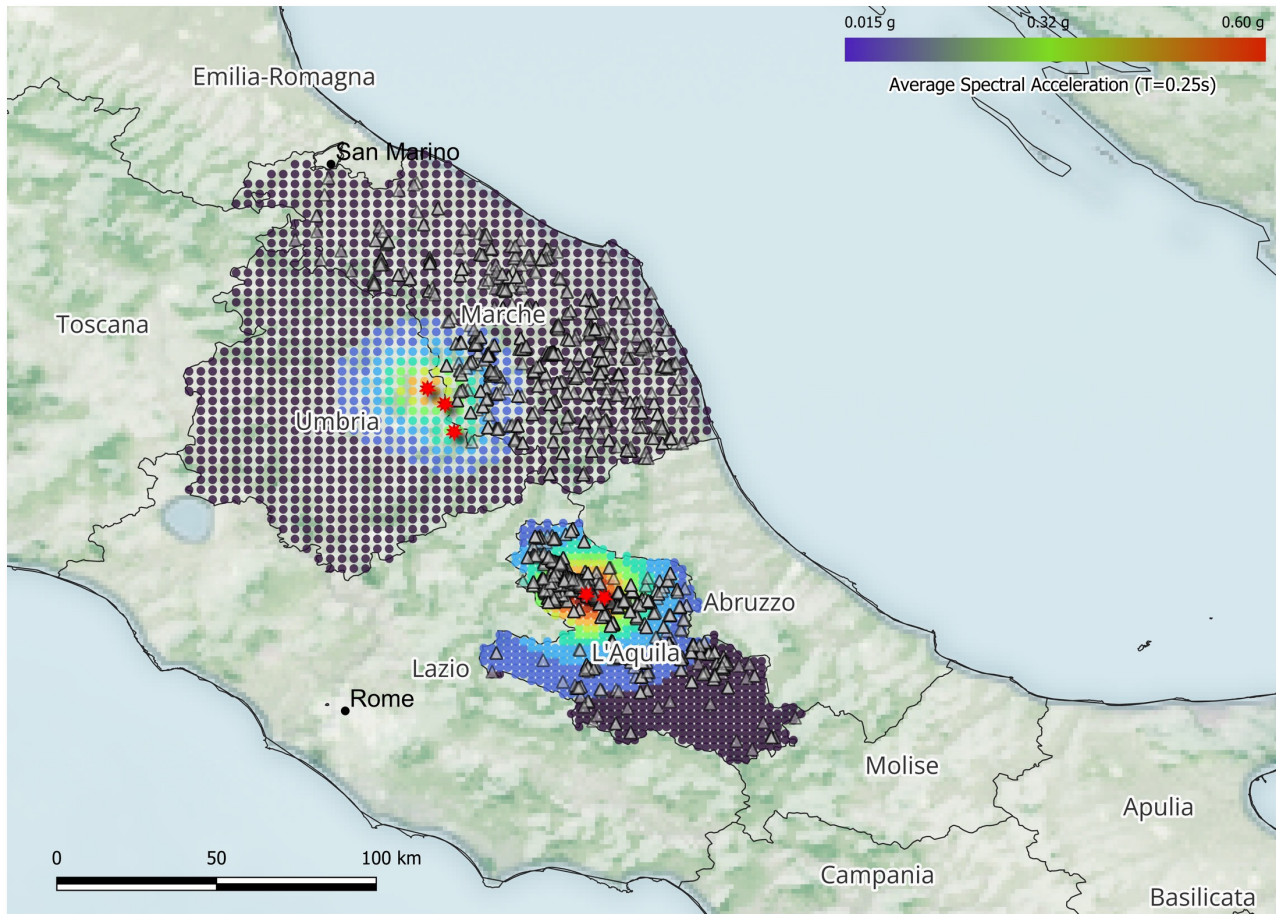 0.015 g 0.32 g 0.60 g
Average Spectral Acceleration (T=0.25s)
Emilia-Romagna
San Marino
Toscana
Marche
Umbria
Abruzzo
L'Aquila
Lazio
Rome
Molise
Apulia
Campania
Basilicata
0 50 100 km